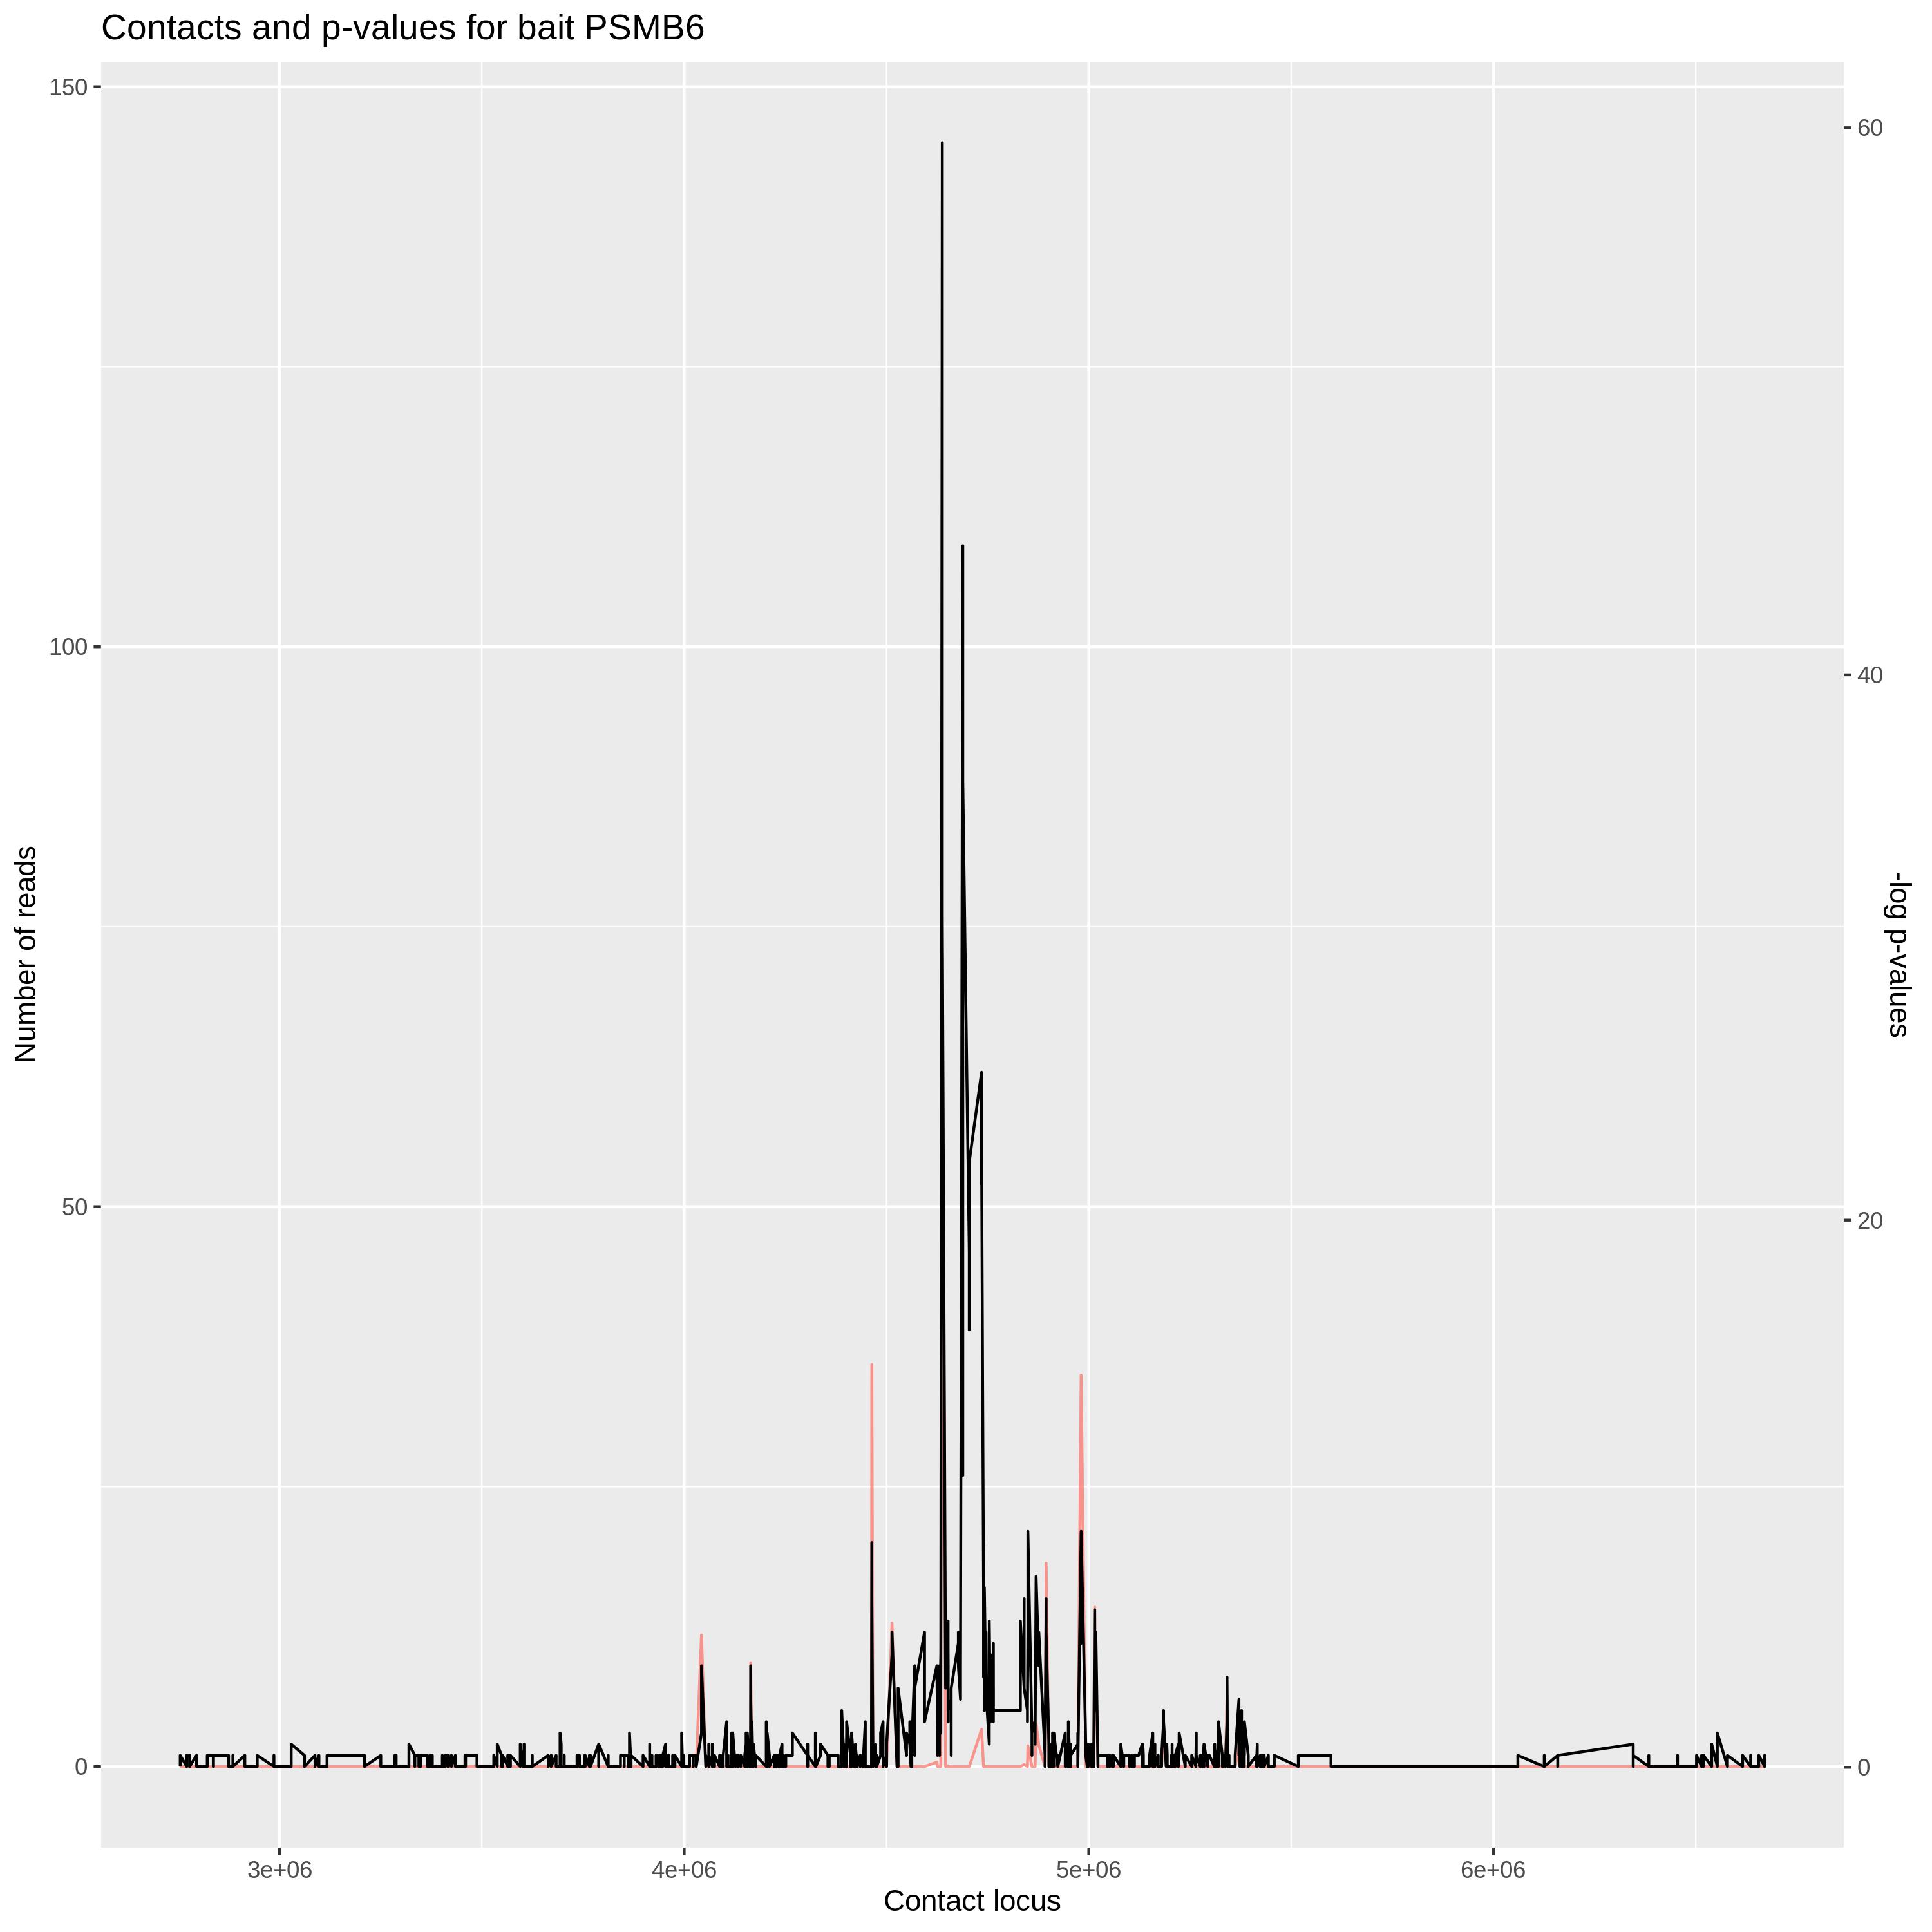 Contacts and p-values for bait PSMB6
150
100
50
0
Number of reads
60
40
20
0
-log p-values
3e+06
4e+06
5e+06
6e+06
Contact locus